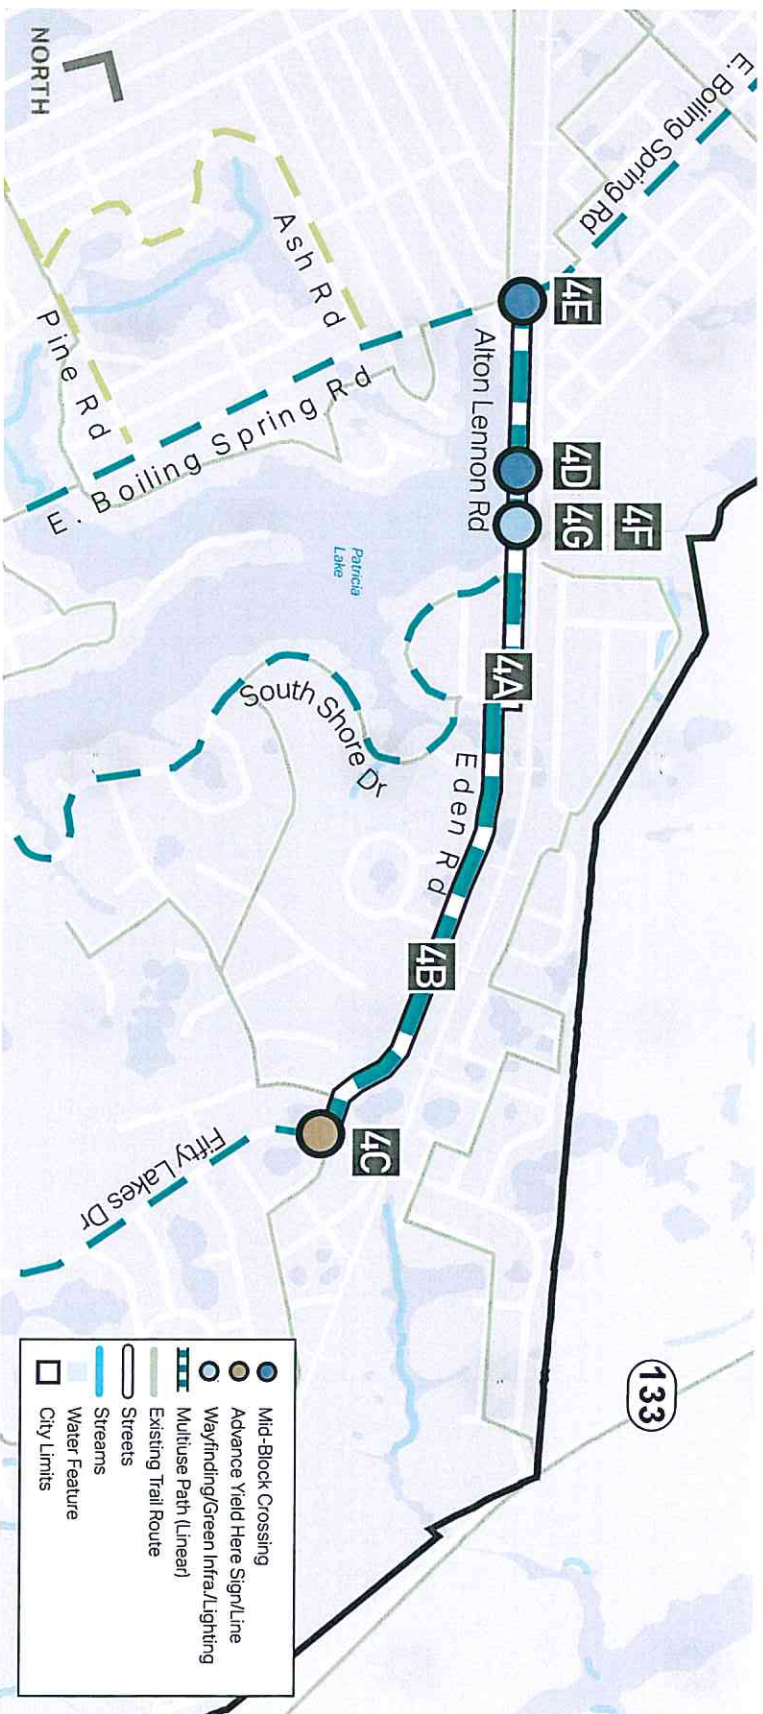 NORTH
E. Boiling Spring Rd
4E
Ash Rd
Pine Rd
E. Boiling Spring Rd
Alton Lennon Rd
4D
4G
4F
Patricia
Lake
4A
South Shore Dr
Eden Rd
4B
4C
Fifty Lakes Dr
133
Mid-Block Crossing
Advance Yield Here Sign/Line
Wayfinding/Green Infra./Lighting
Multiuse Path (Linear)
Existing Trail Route
Streets
Streams
Water Feature
City Limits